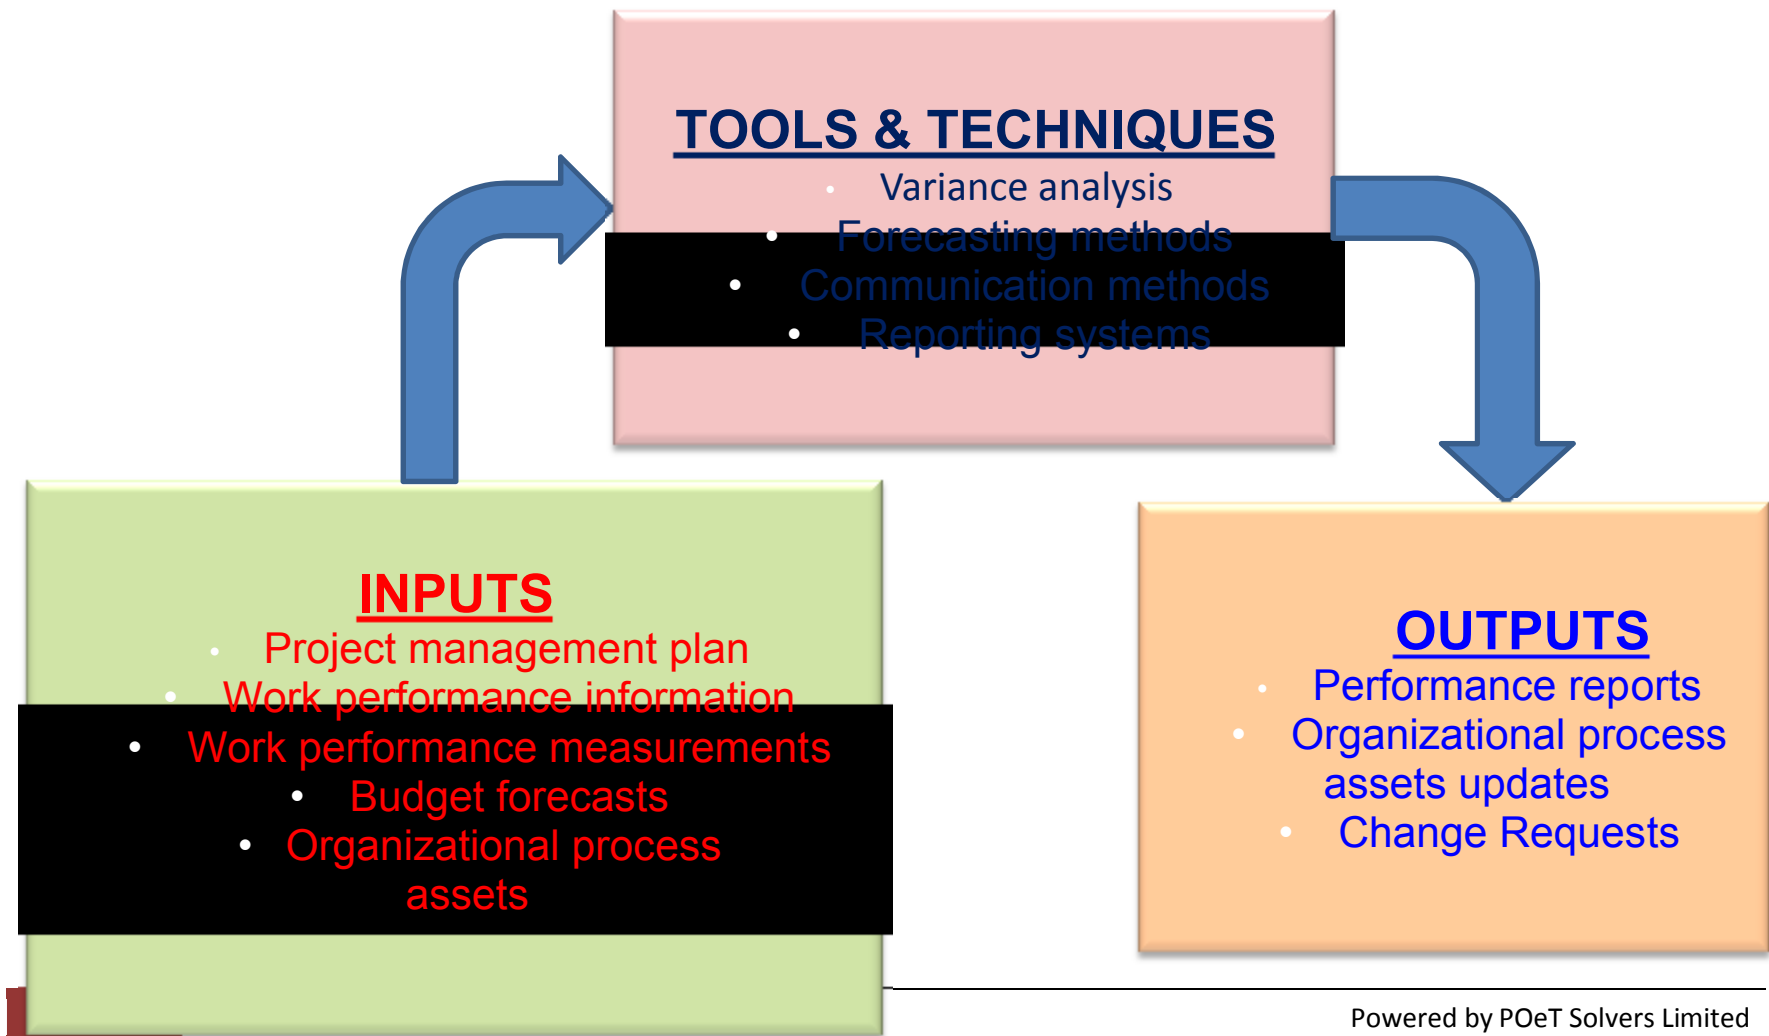 TOOLS & TECHNIQUES
• Variance analysis
• Forecasting methods
• Communication methods
• Reporting systems
INPUTS
• Project management plan
• Work performance information
• Work performance measurements
• Budget forecasts
• Organizational process
assets
OUTPUTS
• Performance reports
• Organizational process
assets updates
• Change Requests
Powered by POeT Solvers Limited